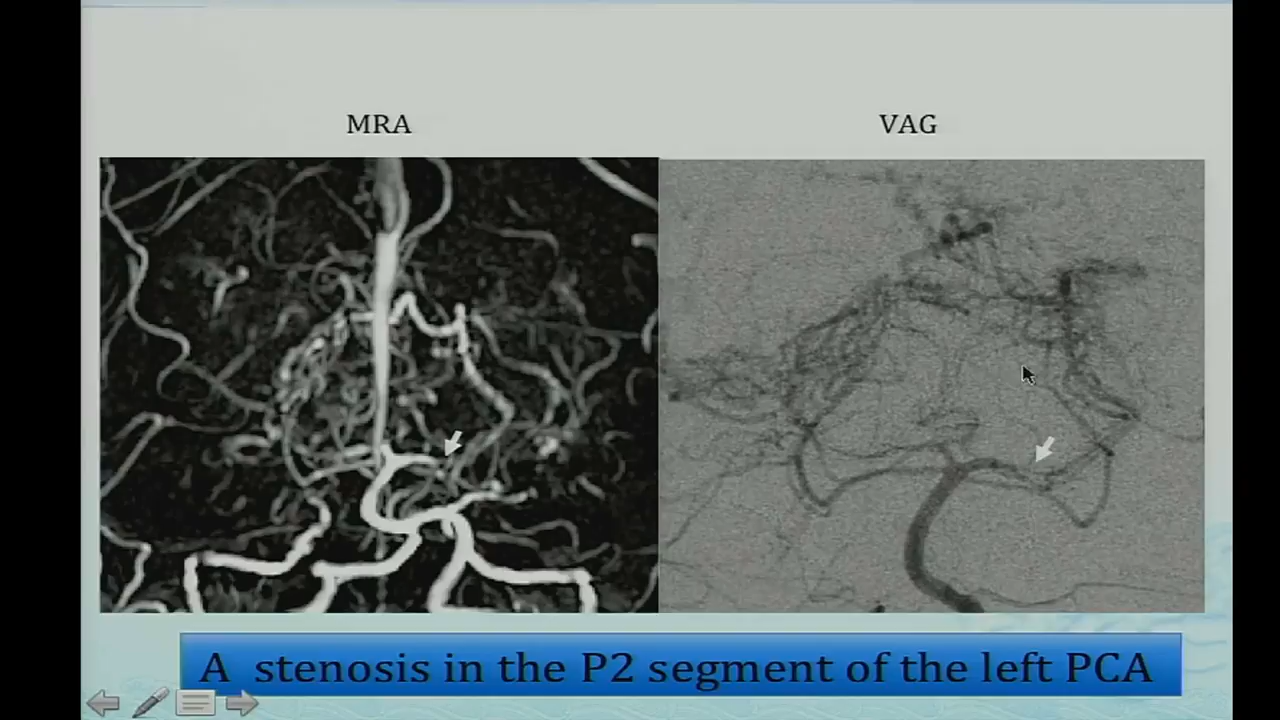 MRA
VAG
A stenosis in the P2 segment of the left PCA